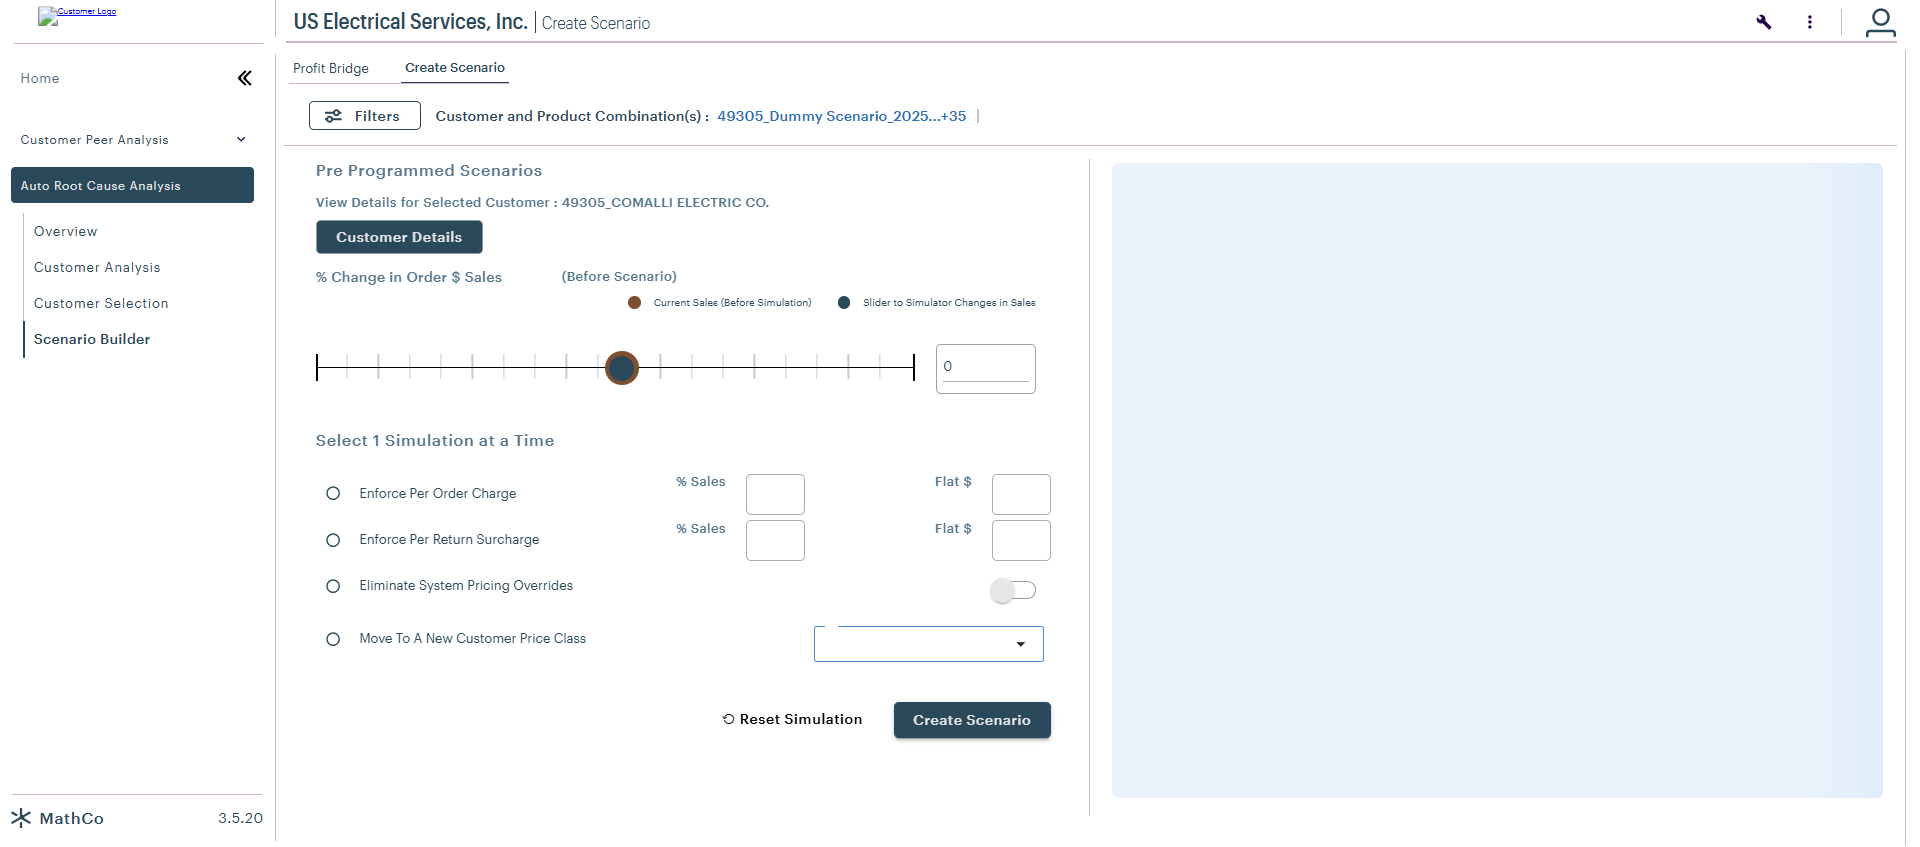 Customer Logo
US Electrical Services, Inc. | Create Scenario
Home
Profit Bridge
Create Scenario
Filters
Customer and Product Combination(s) : 49305_Dummy Scenario_2025...+35 |
Customer Peer Analysis
Auto Root Cause Analysis
Overview
Customer Analysis
Customer Selection
Scenario Builder
MathCo
3.5.20
Pre Programmed Scenarios
View Details for Selected Customer : 49305_COMALLI ELECTRIC CO.
Customer Details
% Change in Order $ Sales
(Before Scenario)
Current Sales (Before Simulation)
Slider to Simulator Changes in Sales
0
Select 1 Simulation at a Time
Enforce Per Order Charge
% Sales
Flat $
Enforce Per Return Surcharge
% Sales
Flat $
Eliminate System Pricing Overrides
Move To A New Customer Price Class
Reset Simulation
Create Scenario